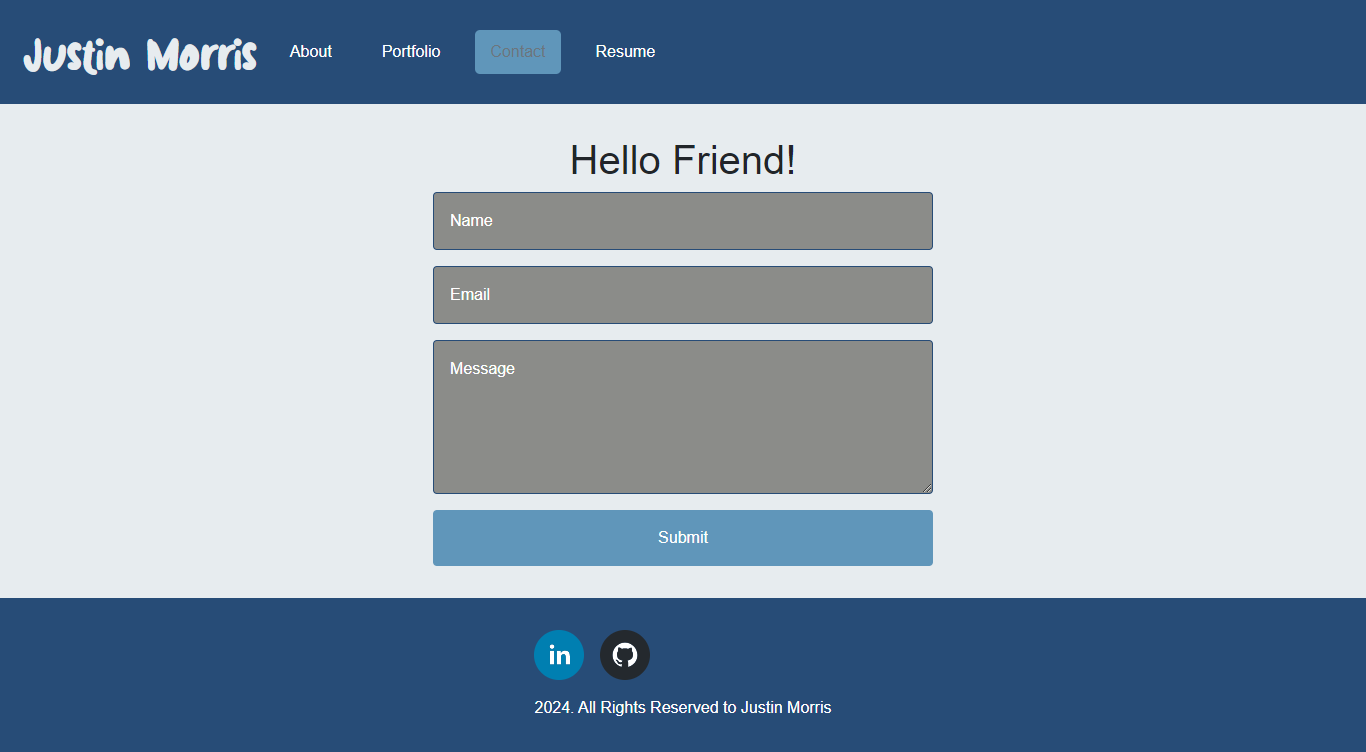 Justin Morris About Portfolio Contact Resume
Hello Friend!
Name
Email
Message
Submit
in
2024. All Rights Reserved to Justin Morris